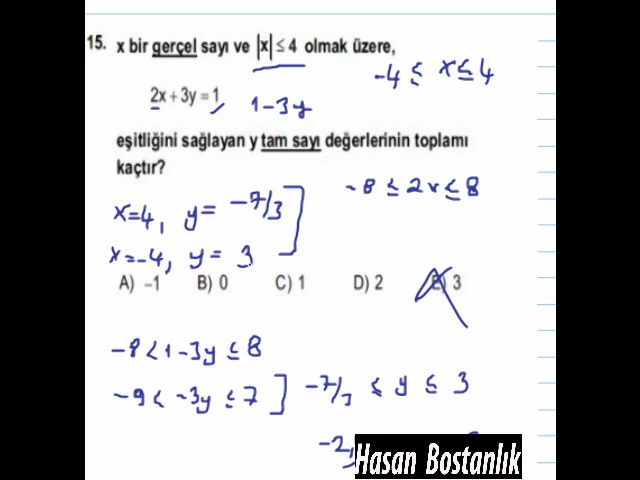 15. x bir gerçel sayı ve |x| ≤ 4 olmak üzere,
-4 ≤ x ≤ 4
2x + 3y = 1
1-3y
eşitliğini sağlayan y tam sayı değerlerinin toplamı
kaçtır?
-8 ≤ 2x ≤ 8
x=4, y= -7/3
x=-4, y= 3
A) -1 B) 0 C) 1 D) 2 E) 3
-8 < 1-3y ≤ 8
-9 < -3y ≤ 7 ] -7/3 ≤ y ≤ 3
-2,
Hasan Bostanlık